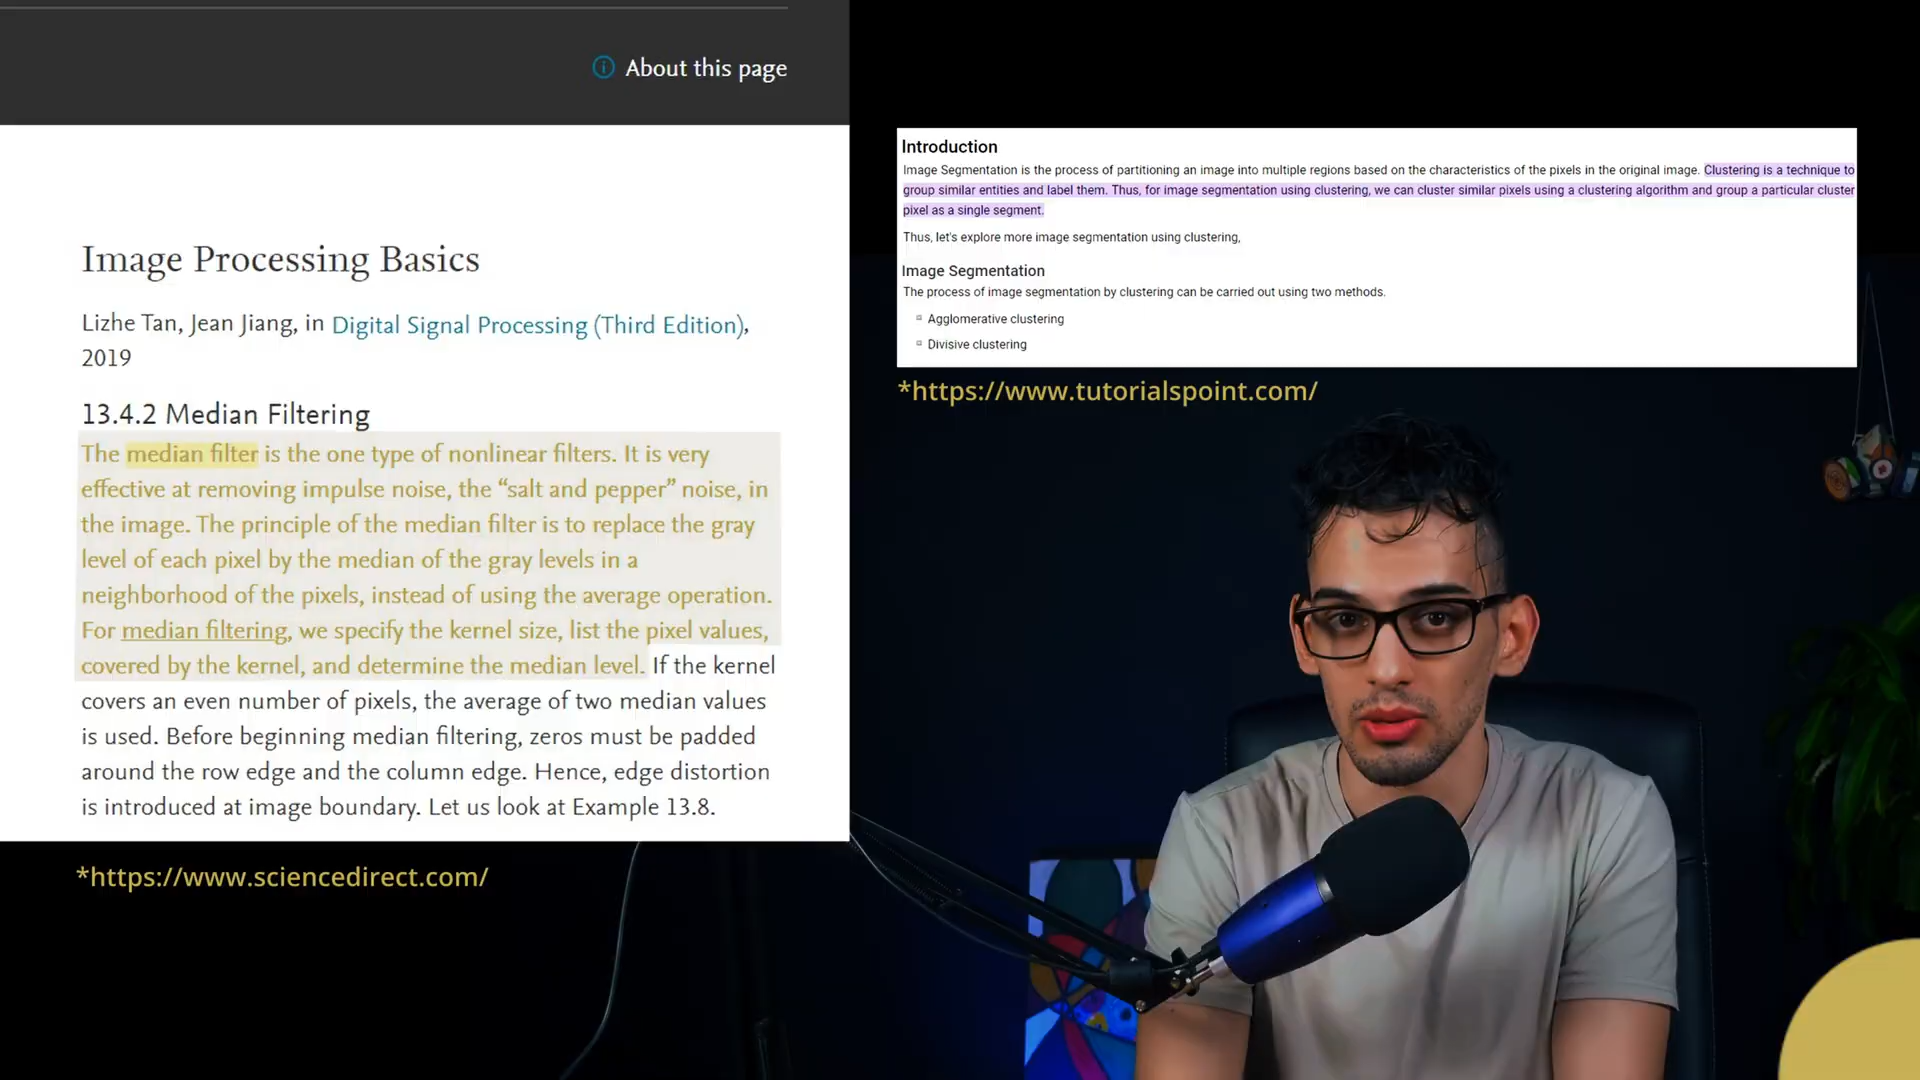 About this page
Image Processing Basics
Lizhe Tan, Jean Jiang, in Digital Signal Processing (Third Edition),
2019
13.4.2 Median Filtering
The median filter is the one type of nonlinear filters. It is very
effective at removing impulse noise, the “salt and pepper” noise, in
the image. The principle of the median filter is to replace the gray
level of each pixel by the median of the gray levels in a
neighborhood of the pixels, instead of using the average operation.
For median filtering, we specify the kernel size, list the pixel values,
covered by the kernel, and determine the median level. If the kernel
covers an even number of pixels, the average of two median values
is used. Before beginning median filtering, zeros must be padded
around the row edge and the column edge. Hence, edge distortion
is introduced at image boundary. Let us look at Example 13.8.
*https://www.sciencedirect.com/
Introduction
Image Segmentation is the process of partitioning an image into multiple regions based on the characteristics of the pixels in the original image. Clustering is a technique to
group similar entities and label them. Thus, for image segmentation using clustering, we can cluster similar pixels using a clustering algorithm and group a particular cluster
pixel as a single segment.
Thus, let's explore more image segmentation using clustering,
Image Segmentation
The process of image segmentation by clustering can be carried out using two methods.
Agglomerative clustering
Divisive clustering
*https://www.tutorialspoint.com/